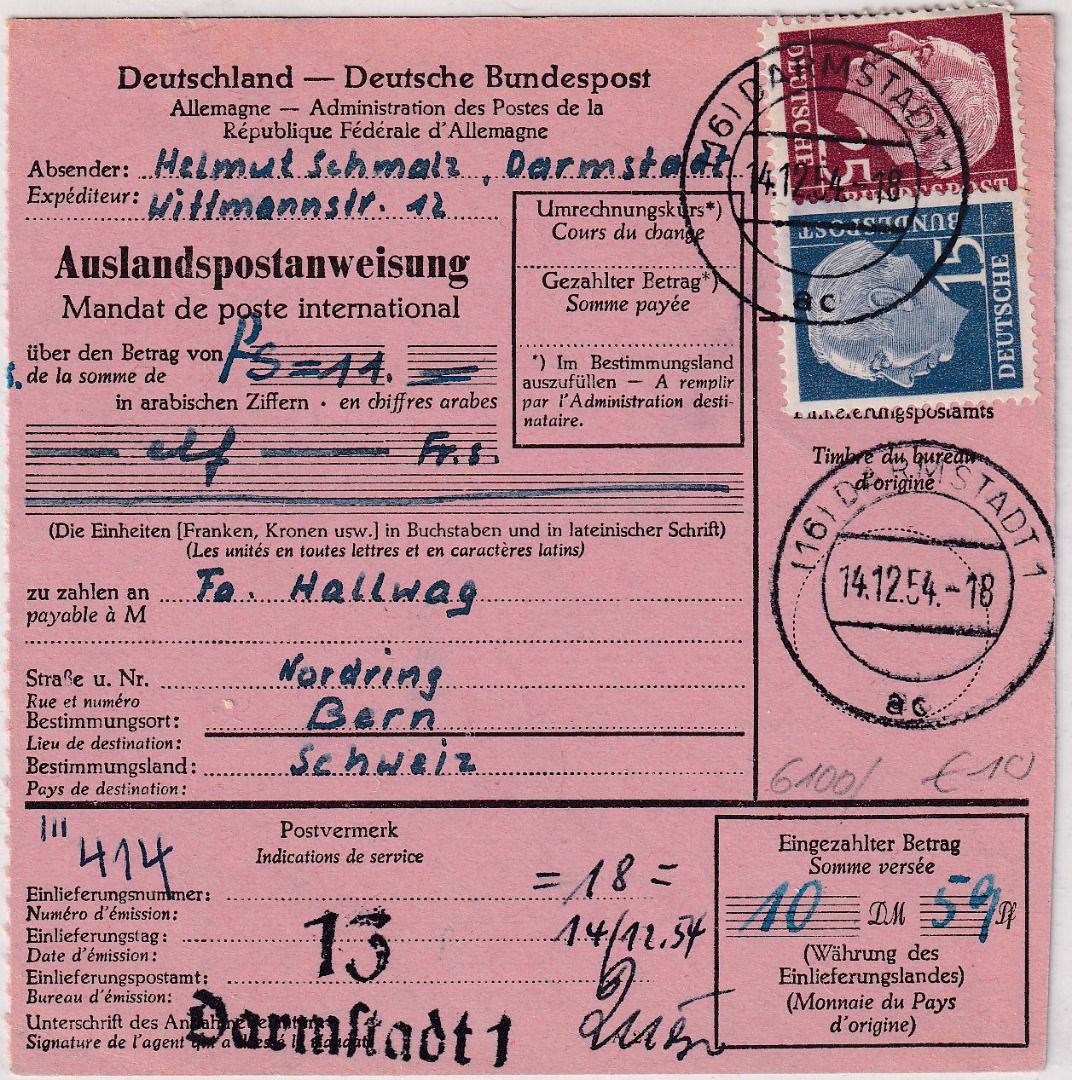 Deutschland — Deutsche Bundespost
Allemagne — Administration des Postes de la
République Fédérale d'Allemagne
Absender: Helmut Schmalz, Darmstadt
Expéditeur: Wittmannstr. 12
Auslandspostanweisung
Mandat de poste international
über den Betrag von
de la somme de
=11.
in arabischen Ziffern · en chiffres arabes
— elf — Fr.s.
(Die Einheiten [Franken, Kronen usw.] in Buchstaben und in lateinischer Schrift)
(Les unités en toutes lettres et en caractères latins)
Umrechnungskurs*)
Cours du change
Gezahlter Betrag*)
Somme payée
*) Im Bestimmungsland
auszufüllen — A remplir
par l'Administration desti-
nataire.
DEUTSCHE
BUNDESPOST
25
DEUTSCHE
BUNDESPOST
15
(16) DARMSTADT 1
14.12.54.-18
ac
Einlieferungspostamts
Timbre du bureau
d'origine
(16) DARMSTADT 1
14.12.54.-18
ac
zu zahlen an Fa. Hallwag
payable à M
Straße u. Nr. Nordring
Rue et numéro
Bestimmungsort: Bern
Lieu de destination:
Bestimmungsland: Schweiz
Pays de destination:
6100/ €10
III
414
Postvermerk
Indications de service
Einlieferungsnummer: =18=
Numéro d'émission:
Einlieferungstag: 14/12.54
Date d'émission:
13
Einlieferungspostamt:
Bureau d'émission:
Unterschrift des
Signature de l'agent
Darmstadt 1
Eingezahlter Betrag
Somme versée
10 DM 59 Pf
(Währung des
Einlieferungslandes)
(Monnaie du Pays
d'origine)